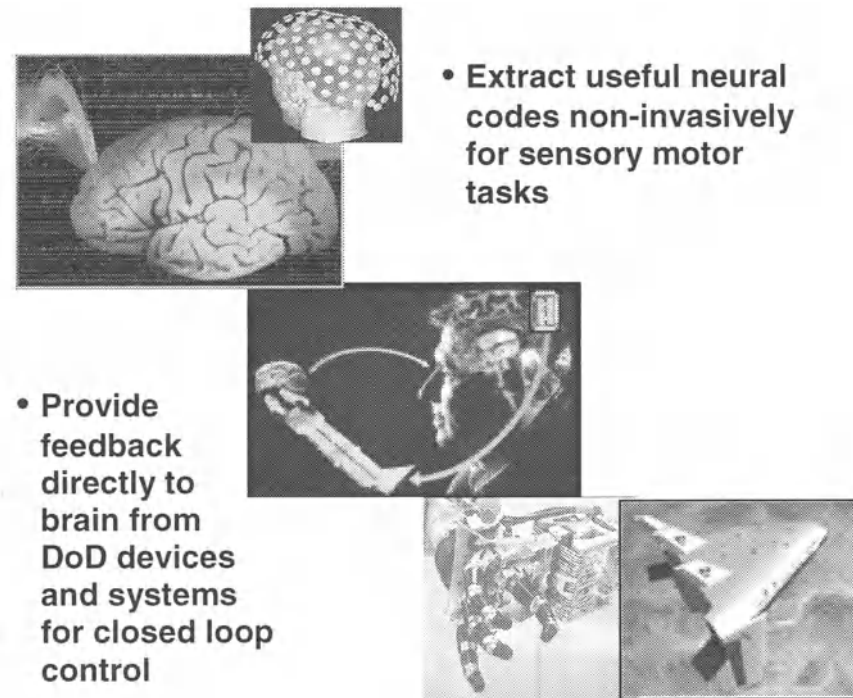 • Extract useful neural
codes non-invasively
for sensory motor
tasks
• Provide
feedback
directly to
brain from
DoD devices
and systems
for closed loop
control